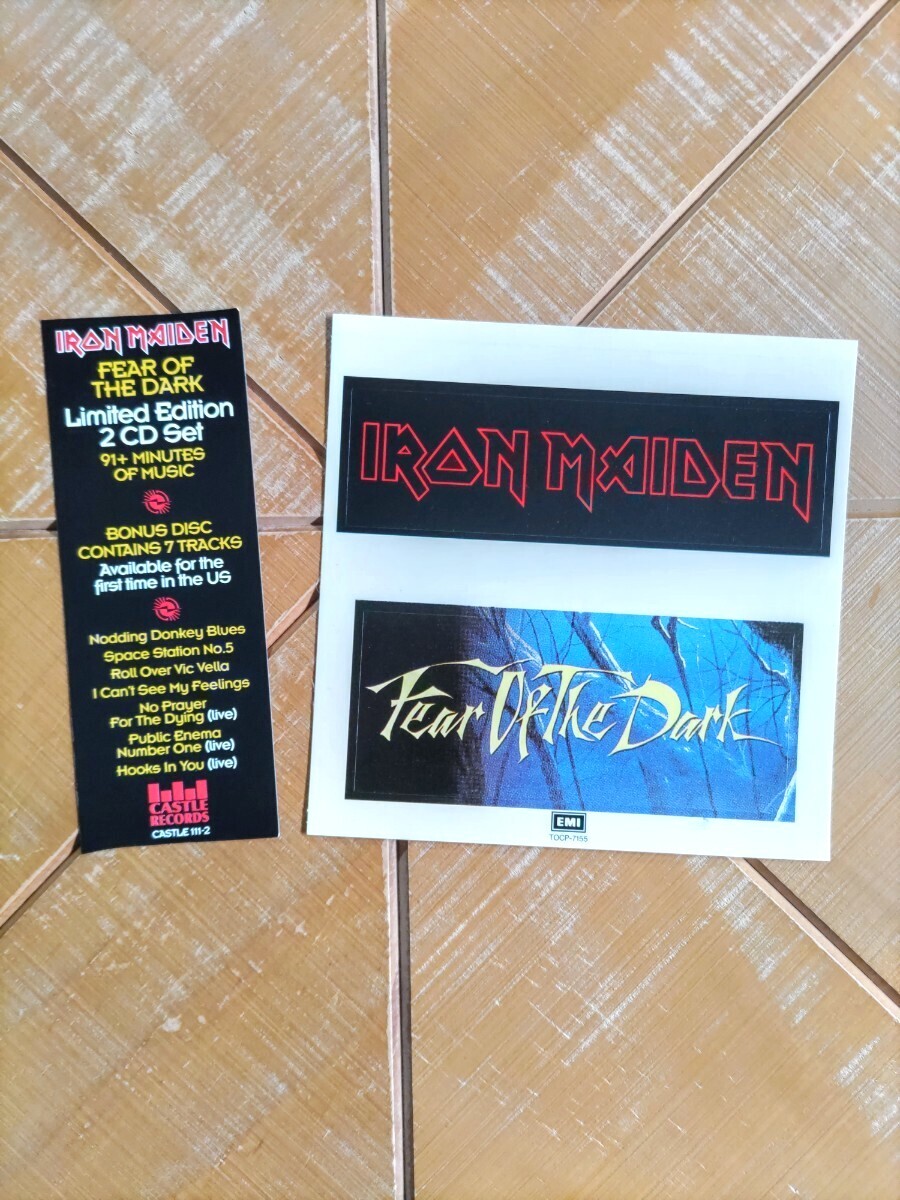 IRON MAIDEN
FEAR OF
THE DARK
Limited Edition
2 CD Set
91+ MINUTES
OF MUSIC
BONUS DISC
CONTAINS 7 TRACKS
Available for the
first time in the US
Nodding Donkey Blues
Space Station No.5
Roll Over Vic Vella
I Can't See My Feelings
No Prayer
For The Dying (live)
Public Enema
Number One (live)
Hooks In You (live)
CASTLE
RECORDS
CASTLE 111-2
IRON MAIDEN
Fear Of The Dark
EMI
TOCP-7155